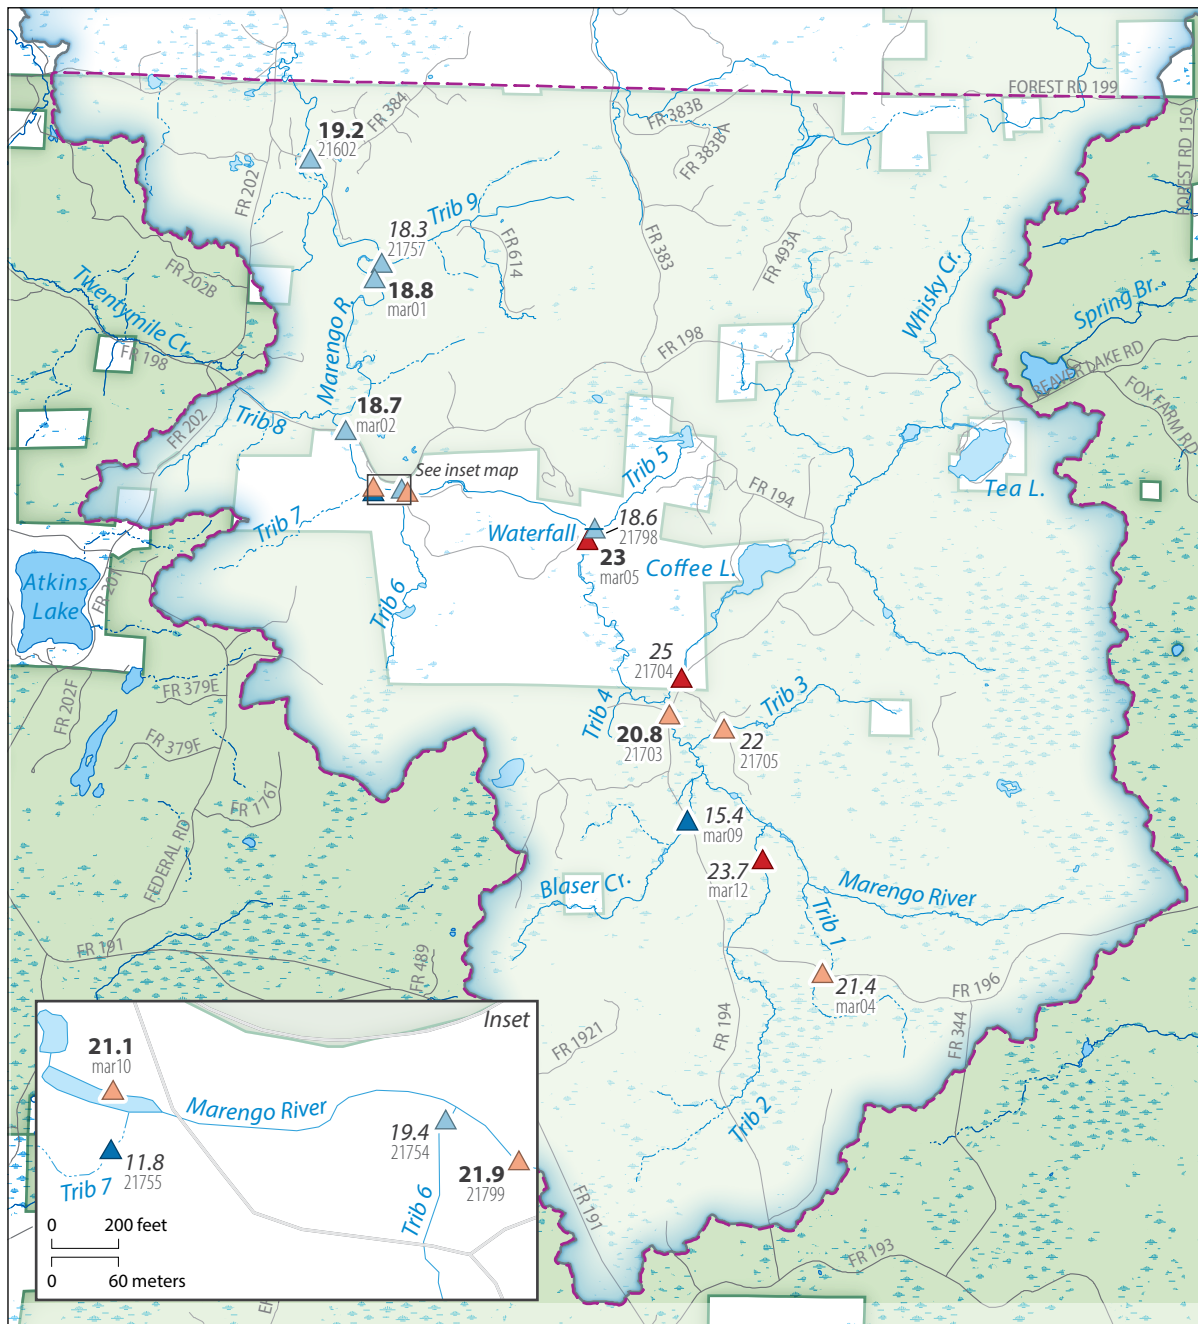 FOREST RD 199
FR 384
FR 383B
FR 383BA
FOREST RD 150
19.2
21602
FR 202
Trib 9
18.3
21757
18.8
mar01
FR 614
FR 383
FR 493A
Whisky Cr.
Spring Br.
FR 202B
Twentymile Cr.
FR 198
Marengo R.
FR 198
BEAVER LAKE RD
FOX FARM RD
FR 202
Trib 8
18.7
mar02
See inset map
Trib 5
FR 194
Tea L.
Trib 7
Waterfall
18.6
21798
23
mar05
Coffee L.
Atkins
Lake
FR 207
Trib 6
25
21704
Trib 3
FR 379E
FR 202F
Trib 4
20.8
21703
22
21705
FR 379F
FR 1767
15.4
mar09
FEDERAL RD
23.7
mar12
Blaser Cr.
Marengo River
Trib 1
FR 191
FR 489
21.4
mar04
FR 196
FR 344
FR 194
FR 1921
Trib 2
FR 191
FR 193
Inset
21.1
mar10
Marengo River
19.4
21754
11.8
21755
21.9
21799
Trib 7
Trib 6
0 200 feet
0 60 meters